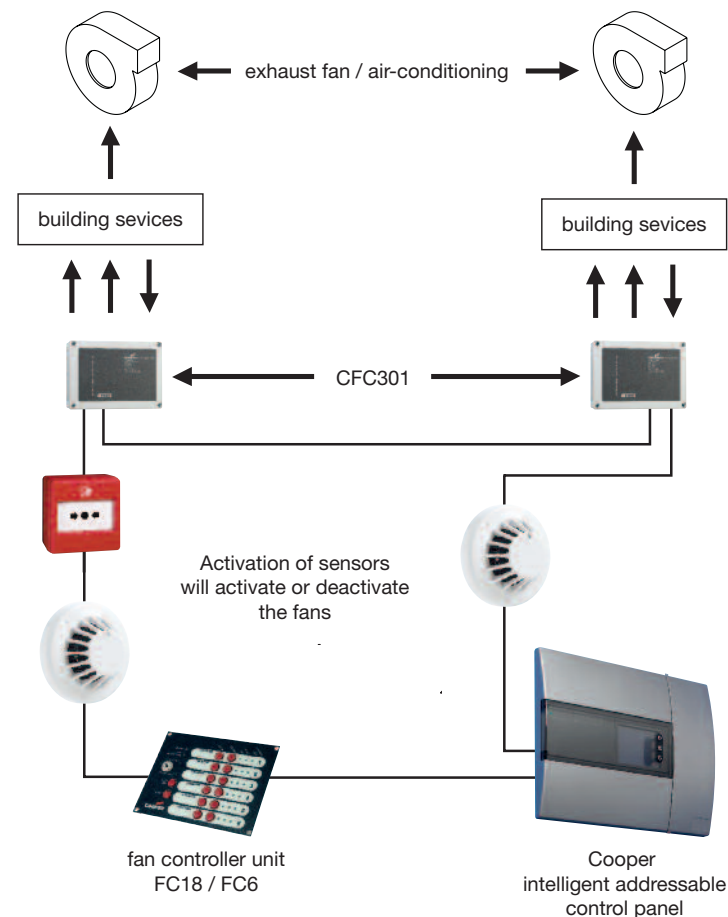 exhaust fan / air-conditioning
building sevices
building sevices
CFC301
Activation of sensors
will activate or deactivate
the fans
fan controller unit
FC18 / FC6
Cooper
intelligent addressable
control panel